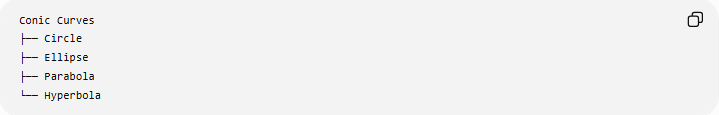 Conic Curves
├── Circle
├── Ellipse
├── Parabola
└── Hyperbola